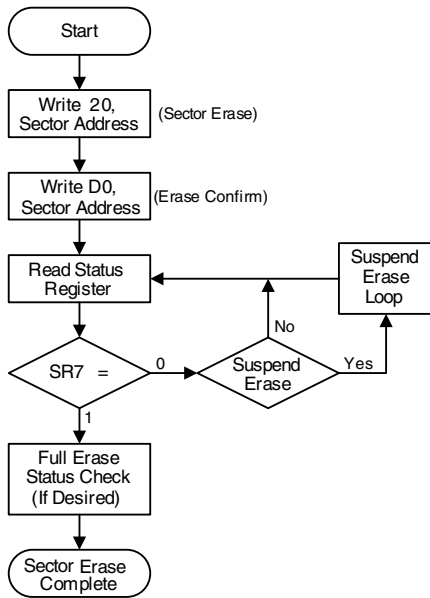 Start
Write 20,
Sector Address
(Sector Erase)
Write D0,
Sector Address
(Erase Confirm)
Read Status
Register
Suspend
Erase
Loop
No
SR7 =
0
Suspend
Erase
Yes
1
Full Erase
Status Check
(If Desired)
Sector Erase
Complete